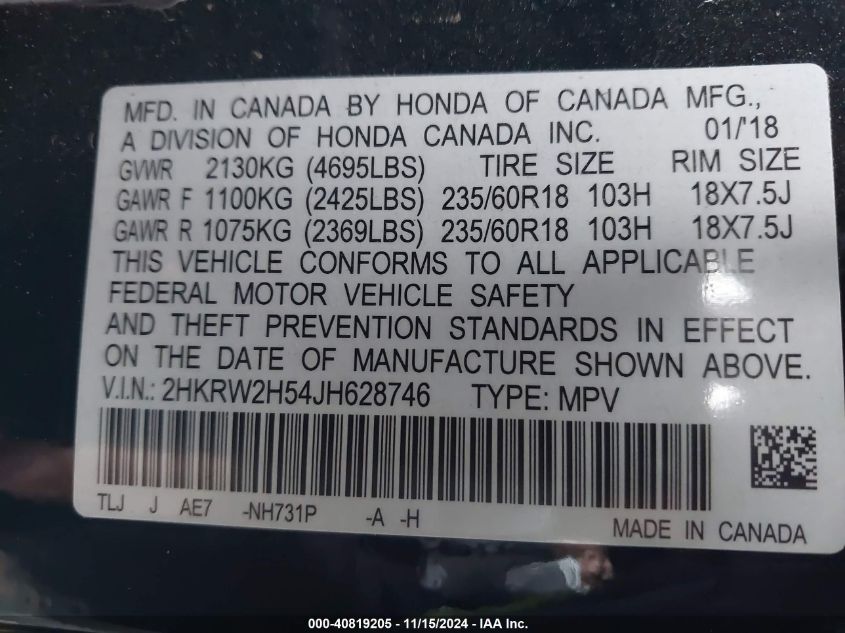 MFD. IN CANADA BY HONDA OF CANADA MFG.,
A DIVISION OF HONDA CANADA INC. 01/'18
GVWR 2130KG (4695LBS) TIRE SIZE RIM SIZE
GAWR F 1100KG (2425LBS) 235/60R18 103H 18X7.5J
GAWR R 1075KG (2369LBS) 235/60R18 103H 18X7.5J
THIS VEHICLE CONFORMS TO ALL APPLICABLE
FEDERAL MOTOR VEHICLE SAFETY
AND THEFT PREVENTION STANDARDS IN EFFECT
ON THE DATE OF MANUFACTURE SHOWN ABOVE.
V.I.N.: 2HKRW2H54JH628746 TYPE: MPV
TLJ J AE7 -NH731P -A -H
MADE IN CANADA
000-40819205 - 11/15/2024 - IAA Inc.